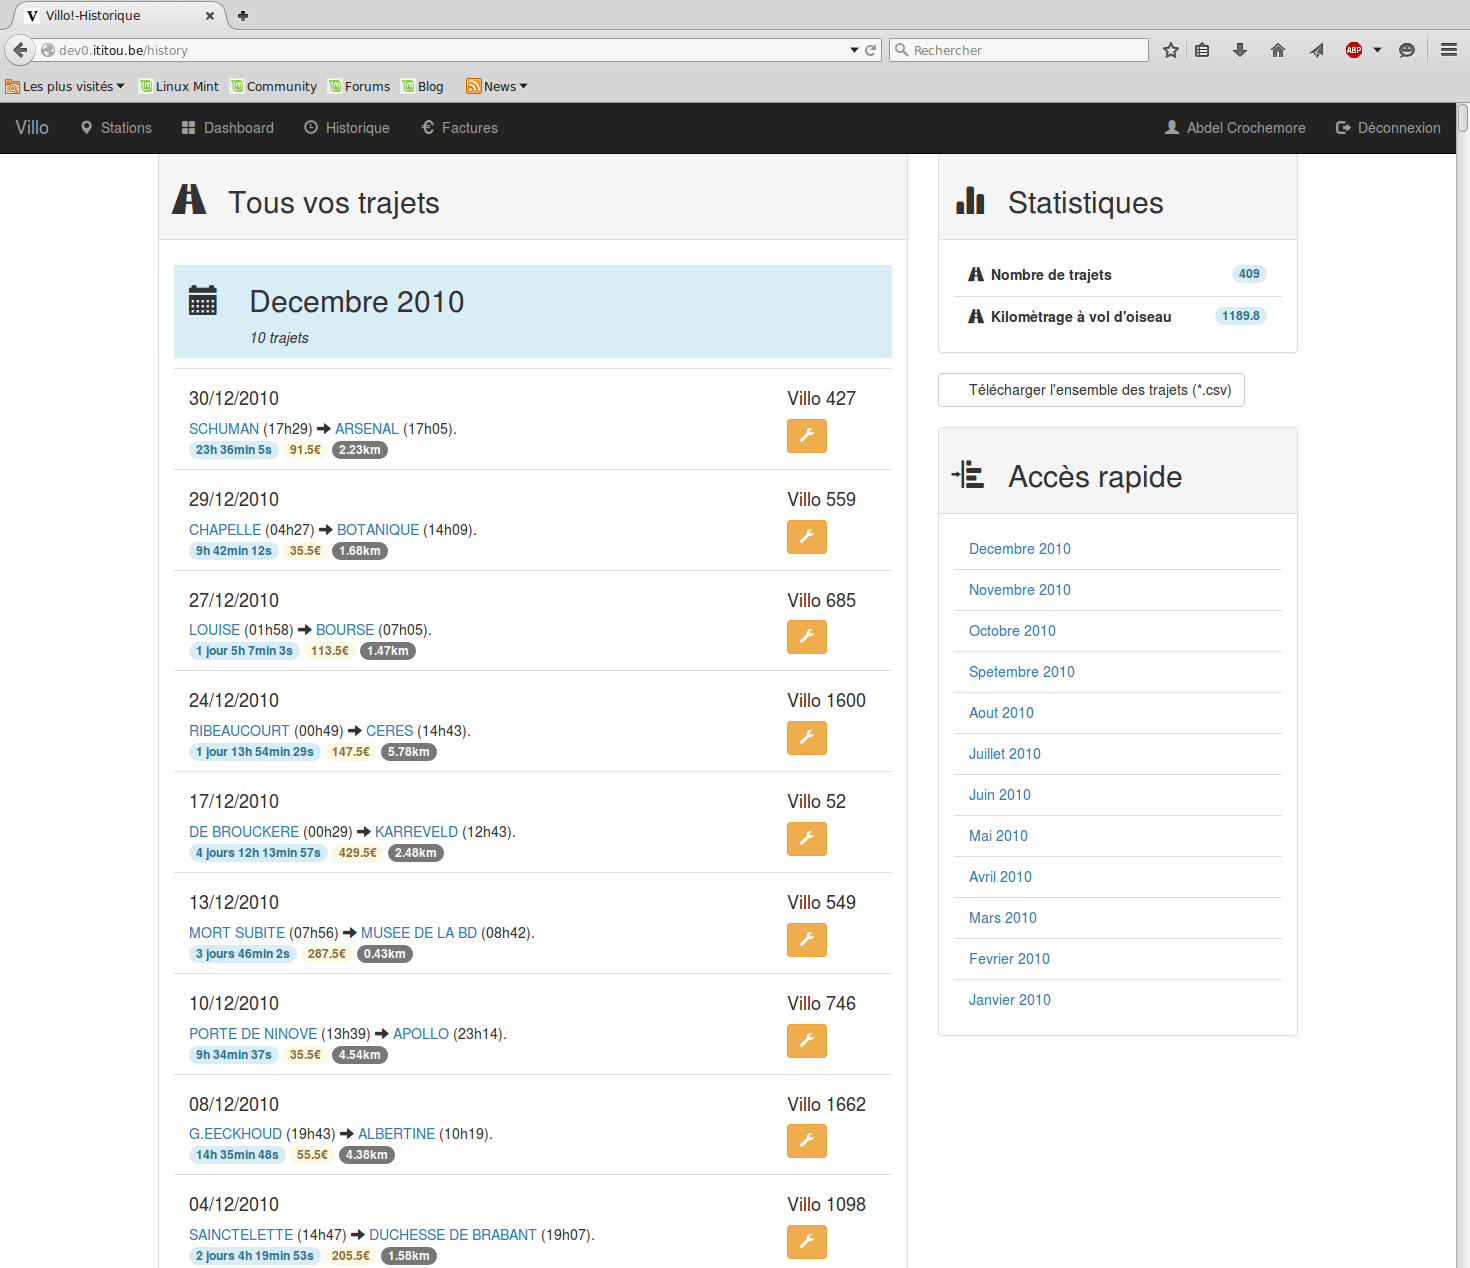 Villo!-Historique
dev0.ititou.be/history
Rechercher
ABP
Les plus visités
Linux Mint
Community
Forums
Blog
News
Villo
Stations
Dashboard
Historique
€ Factures
Abdel Crochemore
Déconnexion
Tous vos trajets
Decembre 2010
10 trajets
30/12/2010
Villo 427
SCHUMAN (17h29) → ARSENAL (17h05).
23h 36min 5s 91.5€ 2.23km
29/12/2010
Villo 559
CHAPELLE (04h27) → BOTANIQUE (14h09).
9h 42min 12s 35.5€ 1.68km
27/12/2010
Villo 685
LOUISE (01h58) → BOURSE (07h05).
1 jour 5h 7min 3s 113.5€ 1.47km
24/12/2010
Villo 1600
RIBEAUCOURT (00h49) → CERES (14h43).
1 jour 13h 54min 29s 147.5€ 5.78km
17/12/2010
Villo 52
DE BROUCKERE (00h29) → KARREVELD (12h43).
4 jours 12h 13min 57s 429.5€ 2.48km
13/12/2010
Villo 549
MORT SUBITE (07h56) → MUSEE DE LA BD (08h42).
3 jours 46min 2s 287.5€ 0.43km
10/12/2010
Villo 746
PORTE DE NINOVE (13h39) → APOLLO (23h14).
9h 34min 37s 35.5€ 4.54km
08/12/2010
Villo 1662
G.EECKHOUD (19h43) → ALBERTINE (10h19).
14h 35min 48s 55.5€ 4.38km
04/12/2010
Villo 1098
SAINCTELETTE (14h47) → DUCHESSE DE BRABANT (19h07).
2 jours 4h 19min 53s 205.5€ 1.58km
Statistiques
Nombre de trajets 409
Kilomètrage à vol d'oiseau 1189.8
Télécharger l'ensemble des trajets (*.csv)
Accès rapide
Decembre 2010
Novembre 2010
Octobre 2010
Spetembre 2010
Aout 2010
Juillet 2010
Juin 2010
Mai 2010
Avril 2010
Mars 2010
Fevrier 2010
Janvier 2010